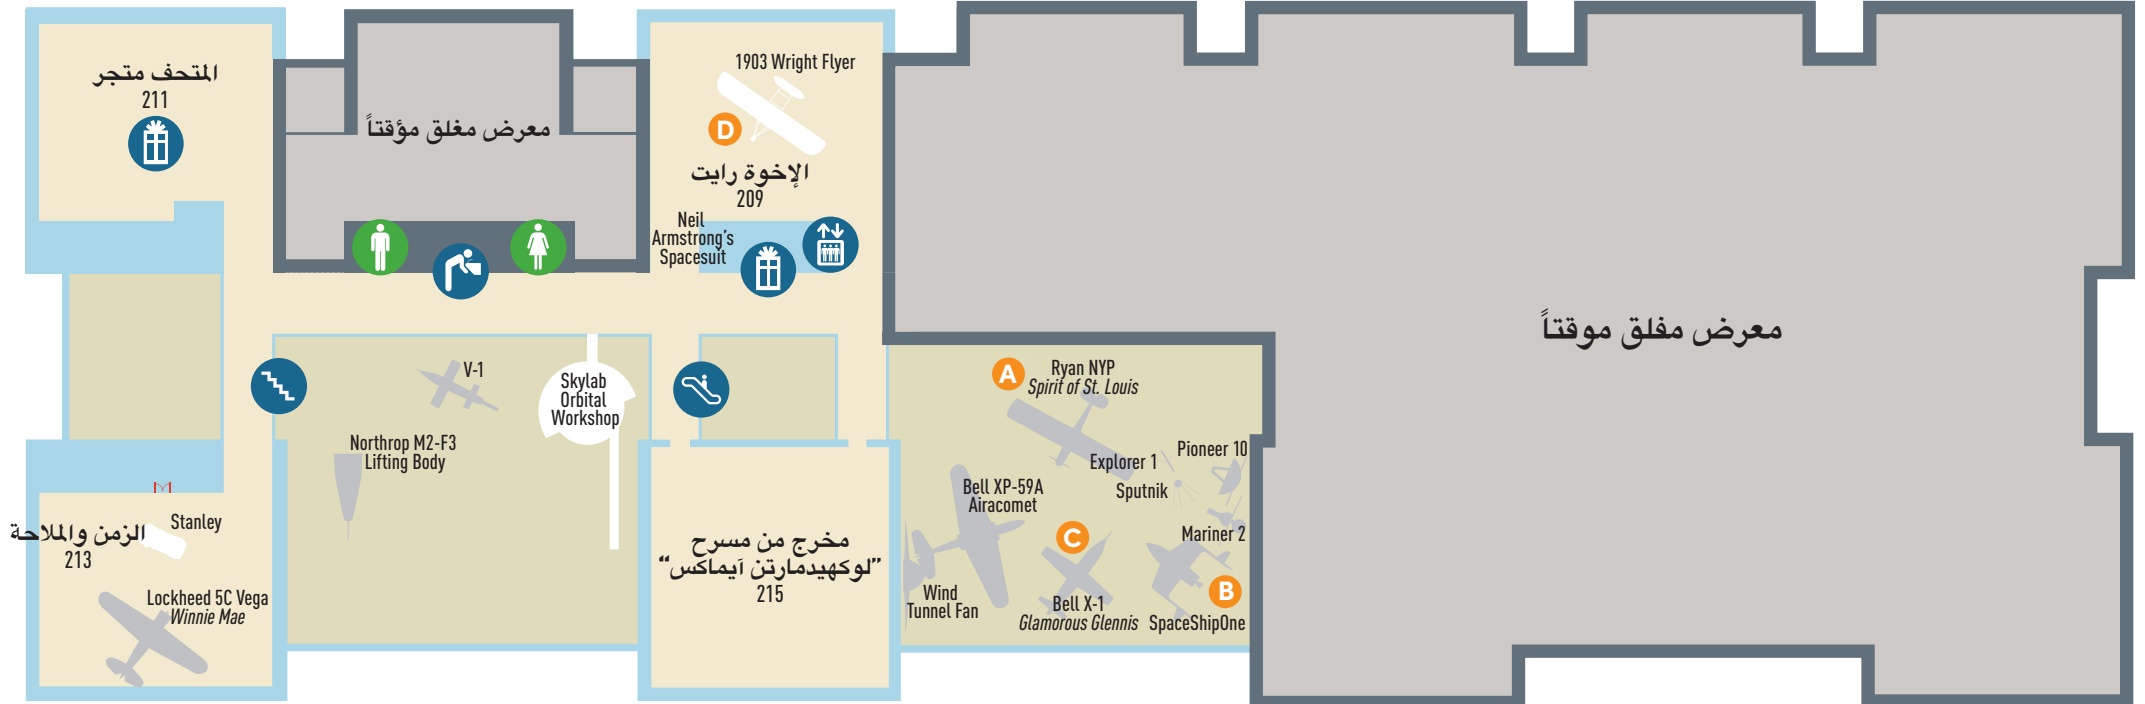 المتحف متجر
211
معرض مغلق مؤقتاً
1903 Wright Flyer
D
الإخوة رايت
209
Neil
Armstrong's
Spacesuit
معرض مفلق موقتاً
V-1
Skylab
Orbital
Workshop
Northrop M2-F3
Lifting Body
A
Ryan NYP
Spirit of St. Louis
Pioneer 10
Explorer 1
Sputnik
Bell XP-59A
Airacomet
Mariner 2
C
B
Wind
Tunnel Fan
Bell X-1
Glamorous Glennis
SpaceShipOne
Stanley
الزمن والملاحة
213
Lockheed 5C Vega
Winnie Mae
مخرج من مسرح
“لوكهيدمارتن آيماكس”
215